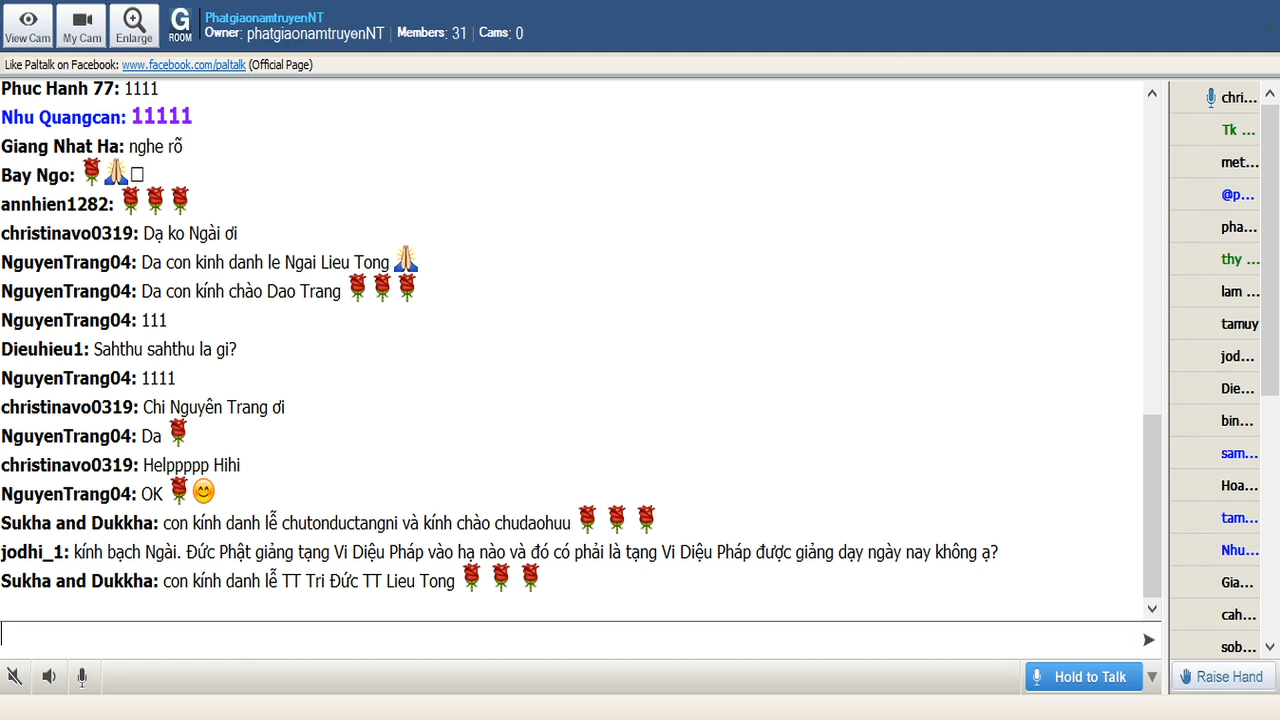 View Cam
My Cam
Enlarge
G ROOM
PhatgiaonamtruyenNT
Owner: phatgiaonamtruyenNT | Members: 31 | Cams: 0
Like Paltalk on Facebook: www.facebook.com/paltalk (Official Page)
Phuc Hanh 77: 1111
Nhu Quangcan: 11111
Giang Nhat Ha: nghe rõ
Bay Ngo: 🌹🙏□
annhien1282: 🌹🌹🌹
christinavo0319: Dạ ko Ngài ơi
NguyenTrang04: Da con kinh danh le Ngai Lieu Tong 🙏
NguyenTrang04: Da con kính chào Dao Trang 🌹🌹🌹
NguyenTrang04: 111
Dieuhieu1: Sahthu sahthu la gi?
NguyenTrang04: 1111
christinavo0319: Chi Nguyên Trang ơi
NguyenTrang04: Da 🌹
christinavo0319: Helppppp Hihi
NguyenTrang04: OK 🌹😊
Sukha and Dukkha: con kính danh lễ chutonductangni và kính chào chudaohuu 🌹🌹🌹
jodhi_1: kính bạch Ngài. Đức Phật giảng tạng Vi Diệu Pháp vào hạ nào và đó có phải là tạng Vi Diệu Pháp được giảng dạy ngày nay không ạ?
Sukha and Dukkha: con kính danh lễ TT Tri Đức TT Lieu Tong 🌹🌹🌹
Hold to Talk
chri...
Tk ...
met...
@p...
pha...
thy ...
lam ...
tamuy
jod...
Die...
bin...
sam...
Hoa...
tam...
Nhu...
Gia...
cah...
sob...
Raise Hand